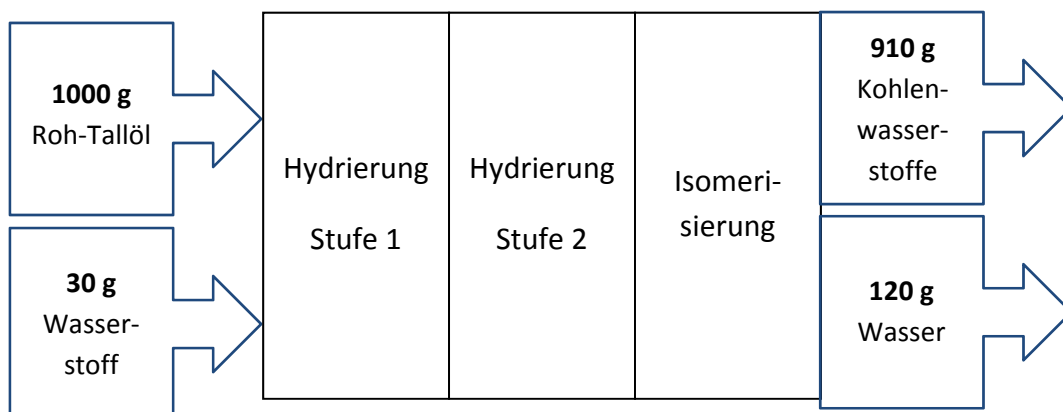 1000 g
Roh-Tallöl
30 g
Wasser-
stoff
Hydrierung
Stufe 1
Hydrierung
Stufe 2
Isomeri-
sierung
910 g
Kohlen-
wasser-
stoffe
120 g
Wasser